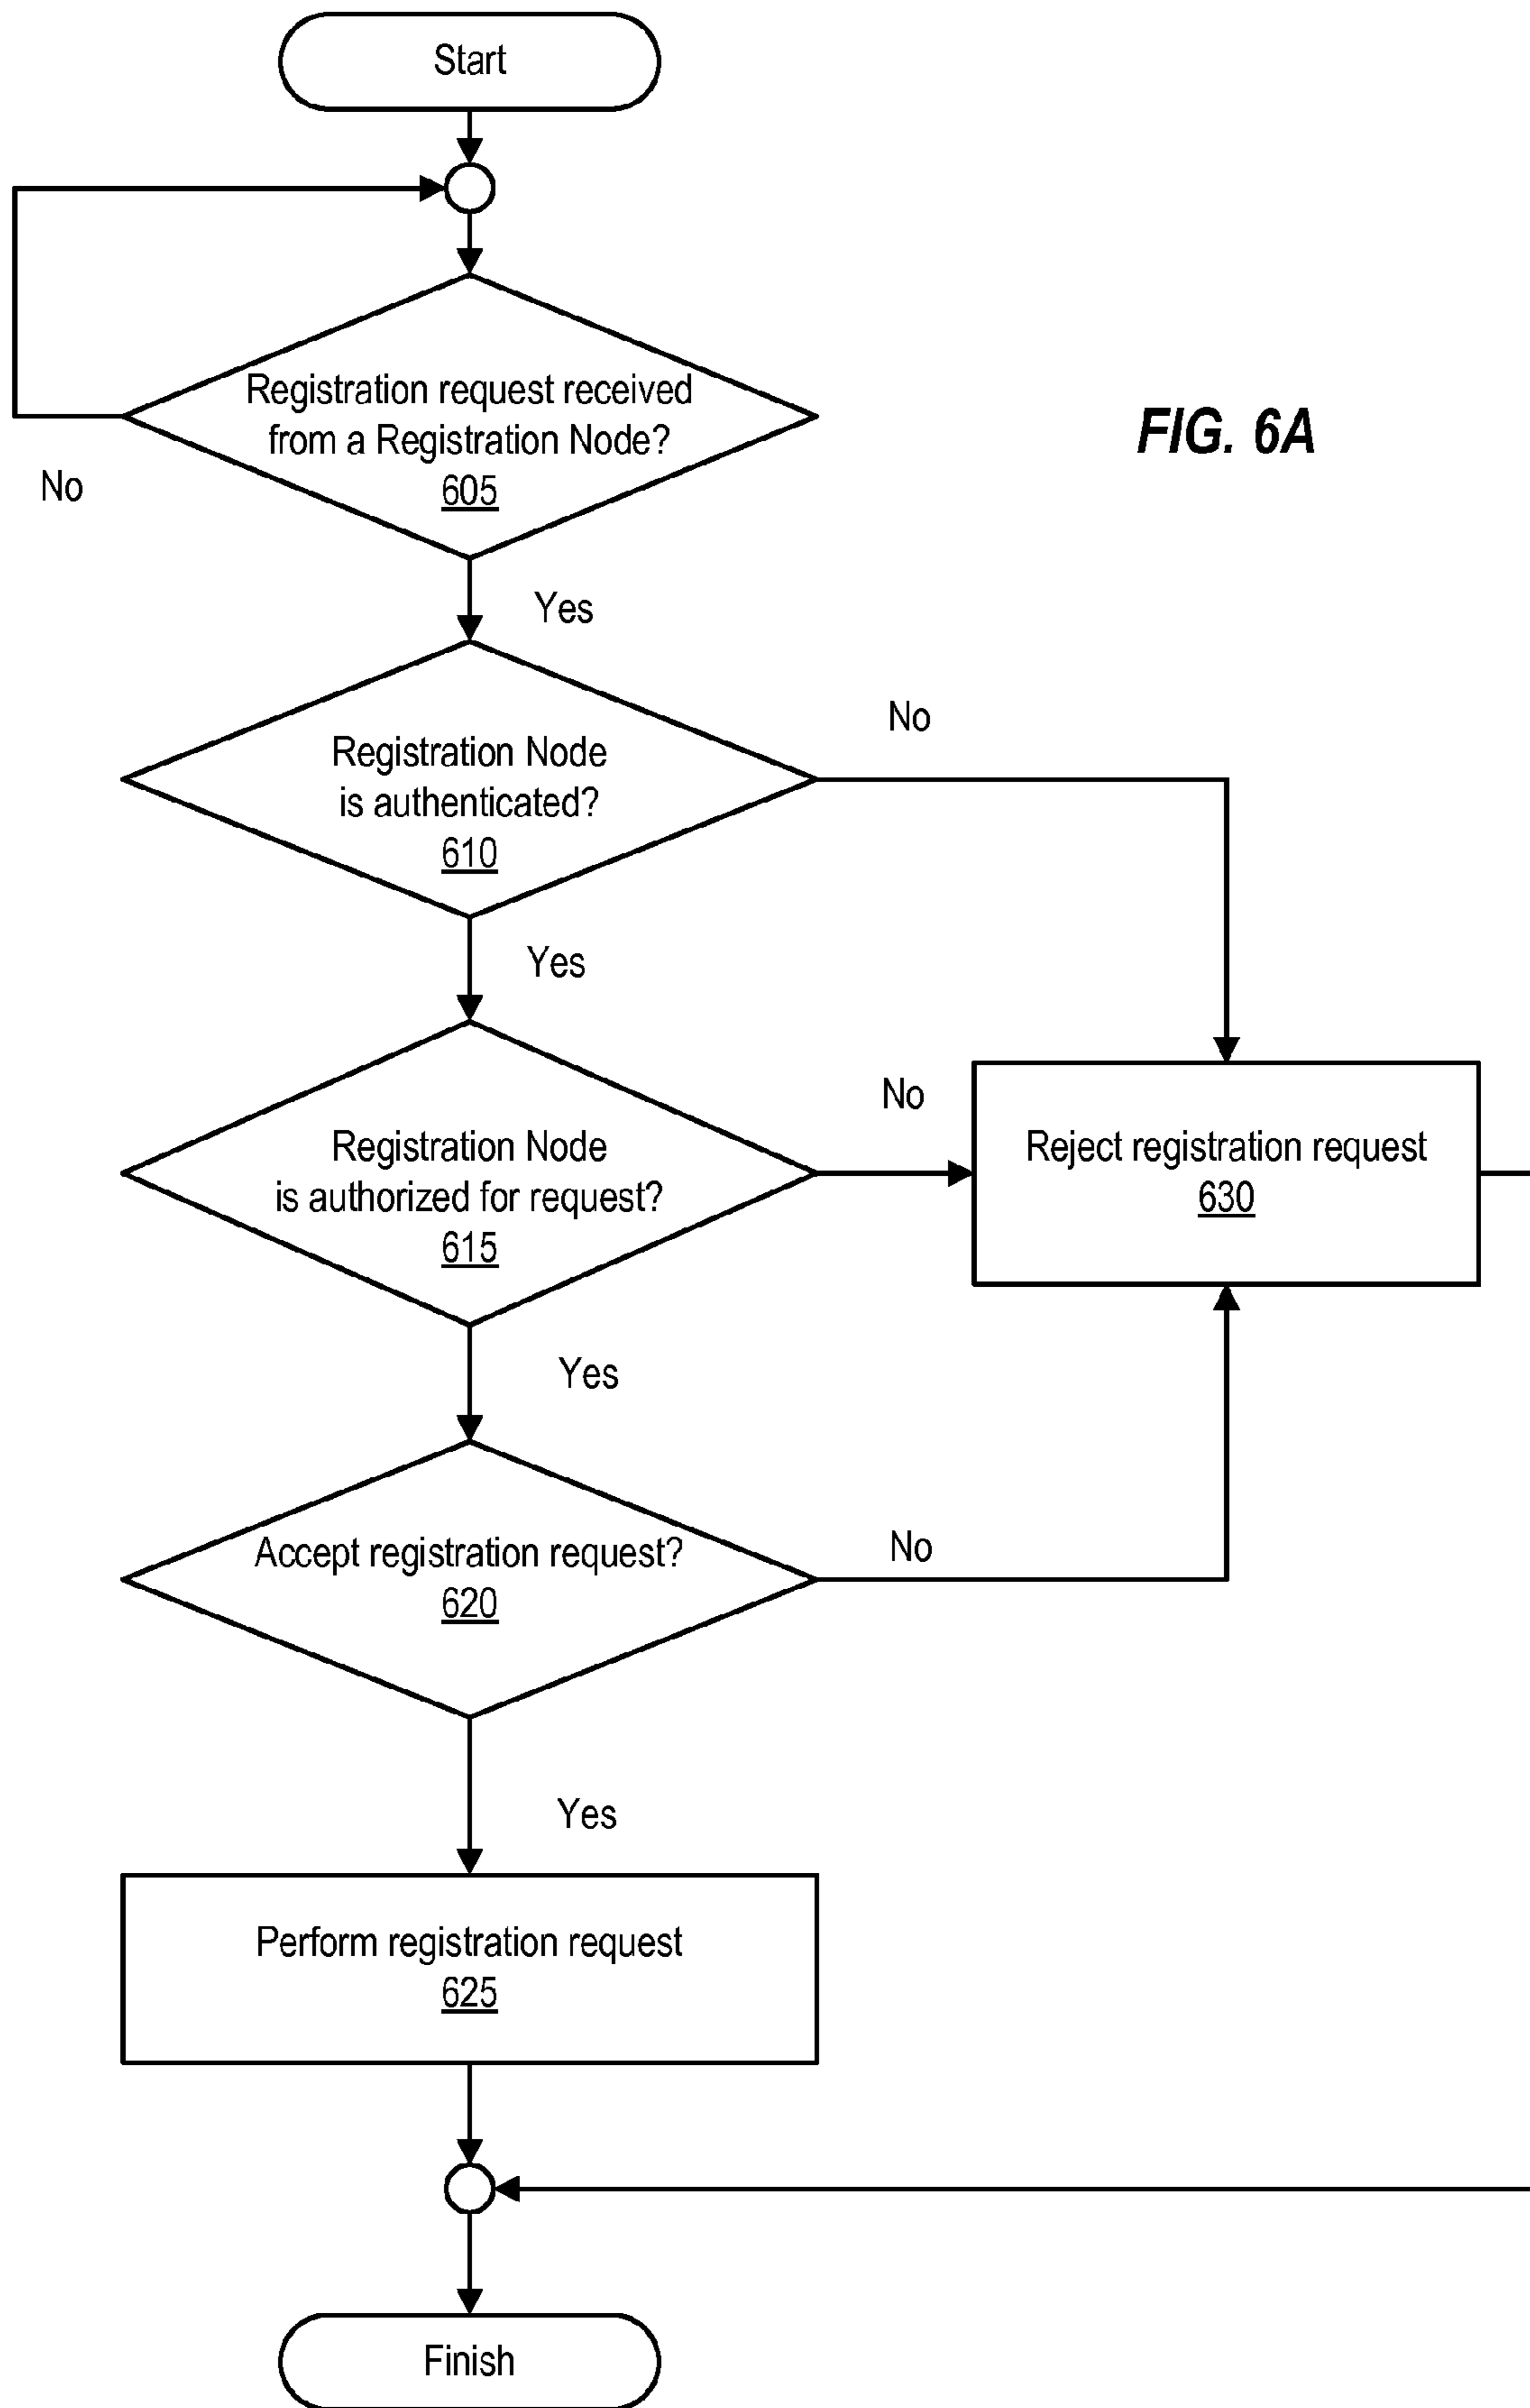 Start
Registration request received
from a Registration Node?
605
FIG. 6A
No
Yes
Registration Node
is authenticated?
610
No
Yes
Registration Node
is authorized for request?
615
No
Reject registration request
630
Yes
Accept registration request?
620
No
Yes
Perform registration request
625
Finish